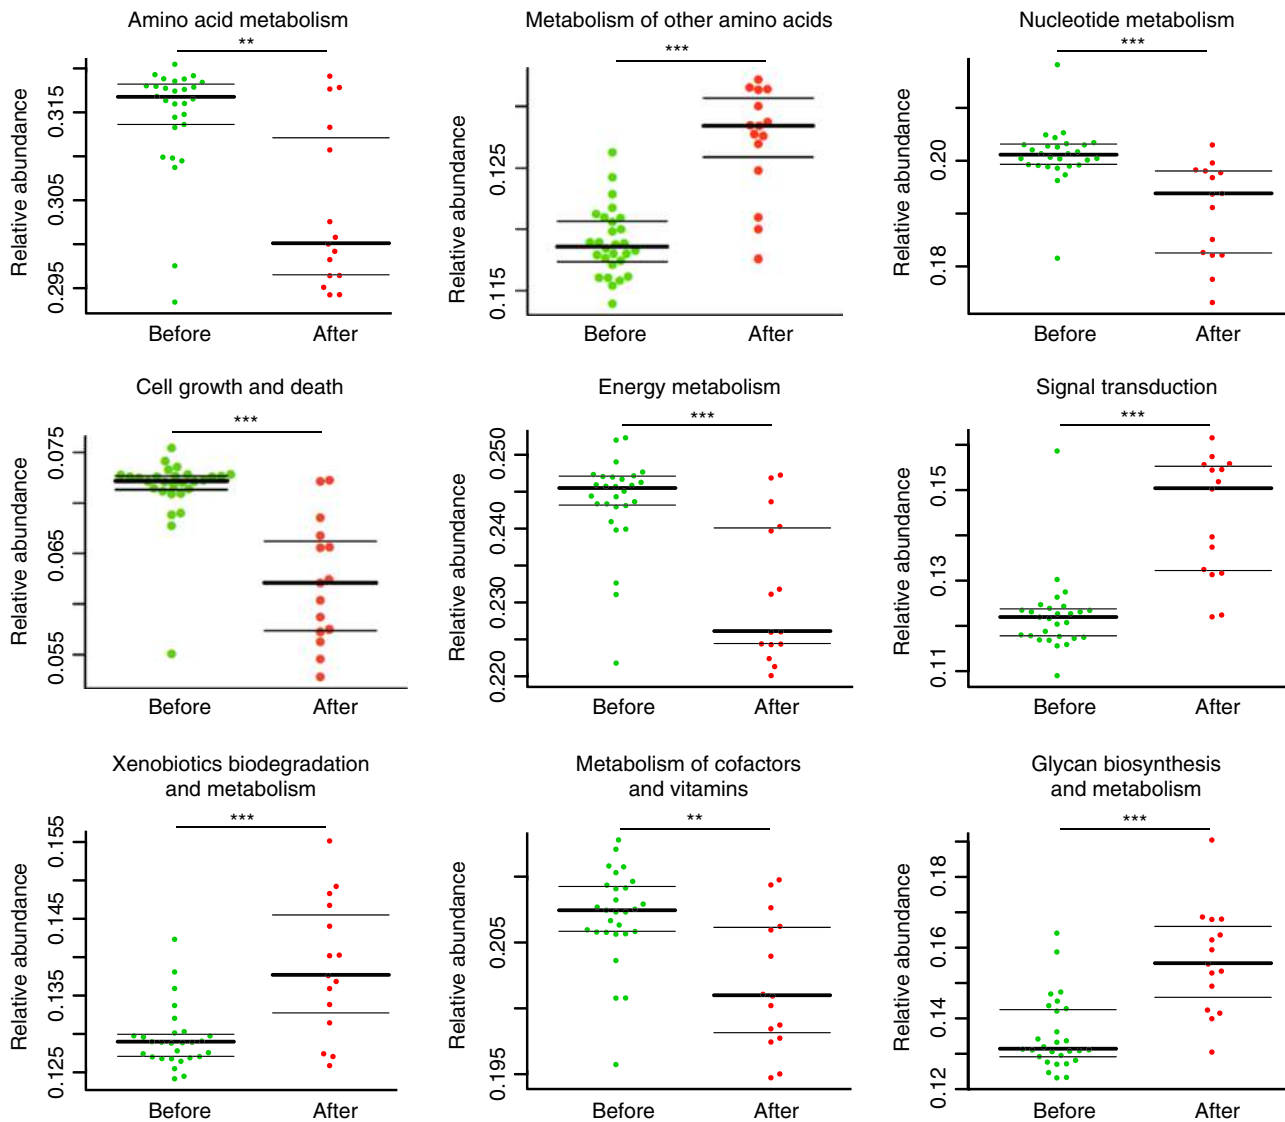 Amino acid metabolism
**
Relative abundance
0.315
0.305
0.295
Before After
Metabolism of other amino acids
***
Relative abundance
0.125
0.115
Before After
Nucleotide metabolism
***
Relative abundance
0.20
0.18
Before After
Cell growth and death
***
Relative abundance
0.075
0.065
0.055
Before After
Energy metabolism
***
Relative abundance
0.250
0.240
0.230
0.220
Before After
Signal transduction
***
Relative abundance
0.15
0.13
0.11
Before After
Xenobiotics biodegradation
and metabolism
***
Relative abundance
0.155
0.145
0.135
0.125
Before After
Metabolism of cofactors
and vitamins
**
Relative abundance
0.205
0.195
Before After
Glycan biosynthesis
and metabolism
***
Relative abundance
0.18
0.16
0.14
0.12
Before After